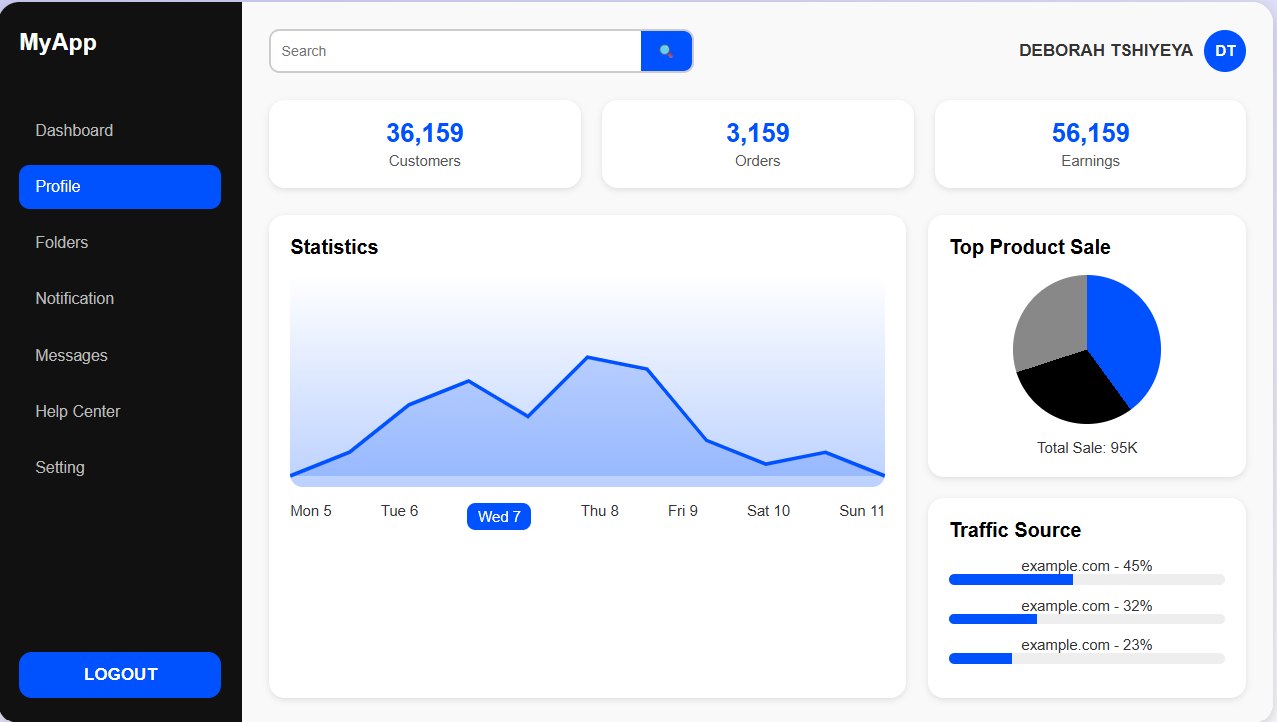 MyApp
Dashboard
Profile
Folders
Notification
Messages
Help Center
Setting
LOGOUT
Search
DEBORAH TSHIYEYA
DT
36,159
Customers
3,159
Orders
56,159
Earnings
Statistics
Mon 5
Tue 6
Wed 7
Thu 8
Fri 9
Sat 10
Sun 11
Top Product Sale
Total Sale: 95K
Traffic Source
example.com - 45%
example.com - 32%
example.com - 23%